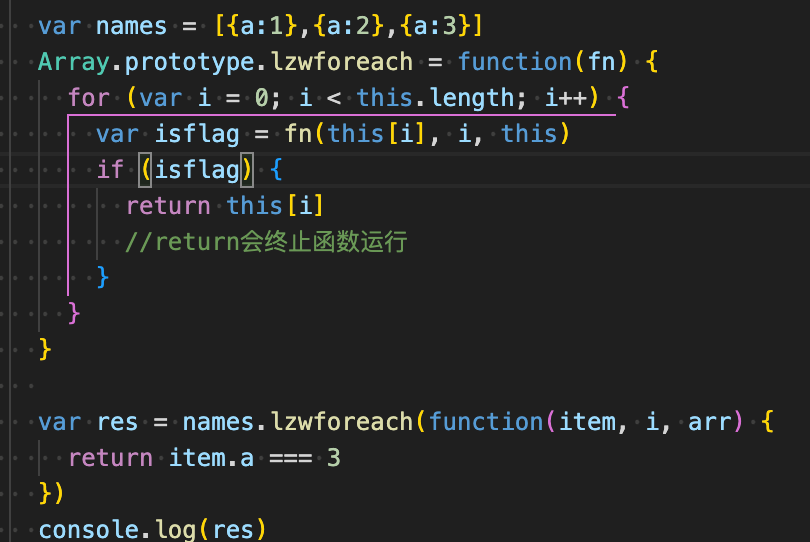 var names = [{a:1},{a:2},{a:3}]
Array.prototype.lzwforeach = function(fn) {
for (var i = 0; i < this.length; i++) {
var isflag = fn(this[i], i, this)
if (isflag) {
return this[i]
//return会终止函数运行
}
}
}
var res = names.lzwforeach(function(item, i, arr) {
return item.a === 3
})
console.log(res)